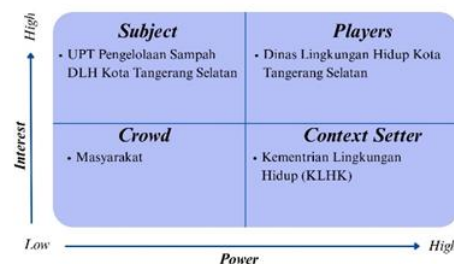 High
Subject
• UPT Pengelolaan Sampah
DLH Kota Tangerang Selatan
Players
• Dinas Lingkungan Hidup Kota
Tangerang Selatan
Interest
Crowd
• Masyarakat
Context Setter
• Kementrian Lingkungan
Hidup (KLHK)
Low
Power
High